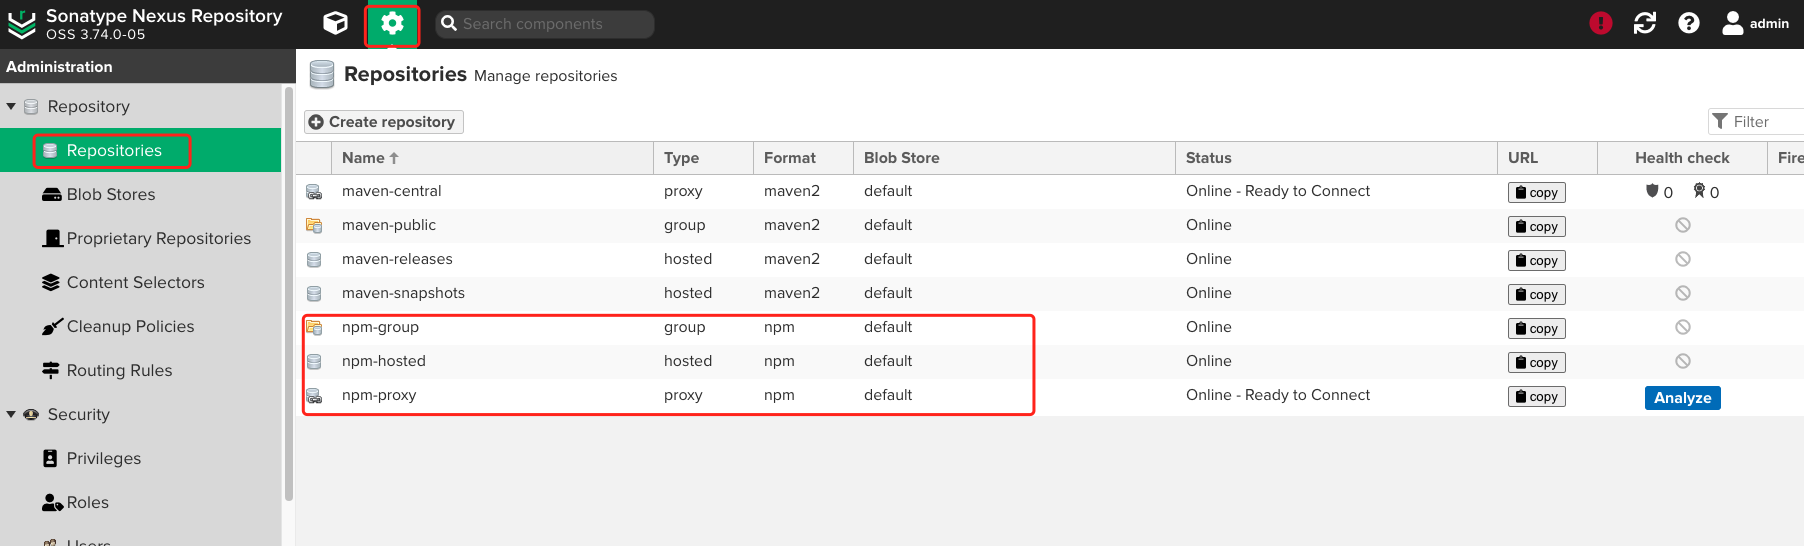 Sonatype Nexus Repository
OSS 3.74.0-05
Search components
admin
Administration
Repositories Manage repositories
Repository
Create repository
Filter
Repositories
Name Type Format Blob Store Status URL Health check Fire
maven-central proxy maven2 default Online - Ready to Connect copy 0 0
Blob Stores
maven-public group maven2 default Online copy
Proprietary Repositories
maven-releases hosted maven2 default Online copy
Content Selectors
maven-snapshots hosted maven2 default Online copy
Cleanup Policies
npm-group group npm default Online copy
Routing Rules
npm-hosted hosted npm default Online copy
npm-proxy proxy npm default Online - Ready to Connect copy Analyze
Security
Privileges
Roles
Users